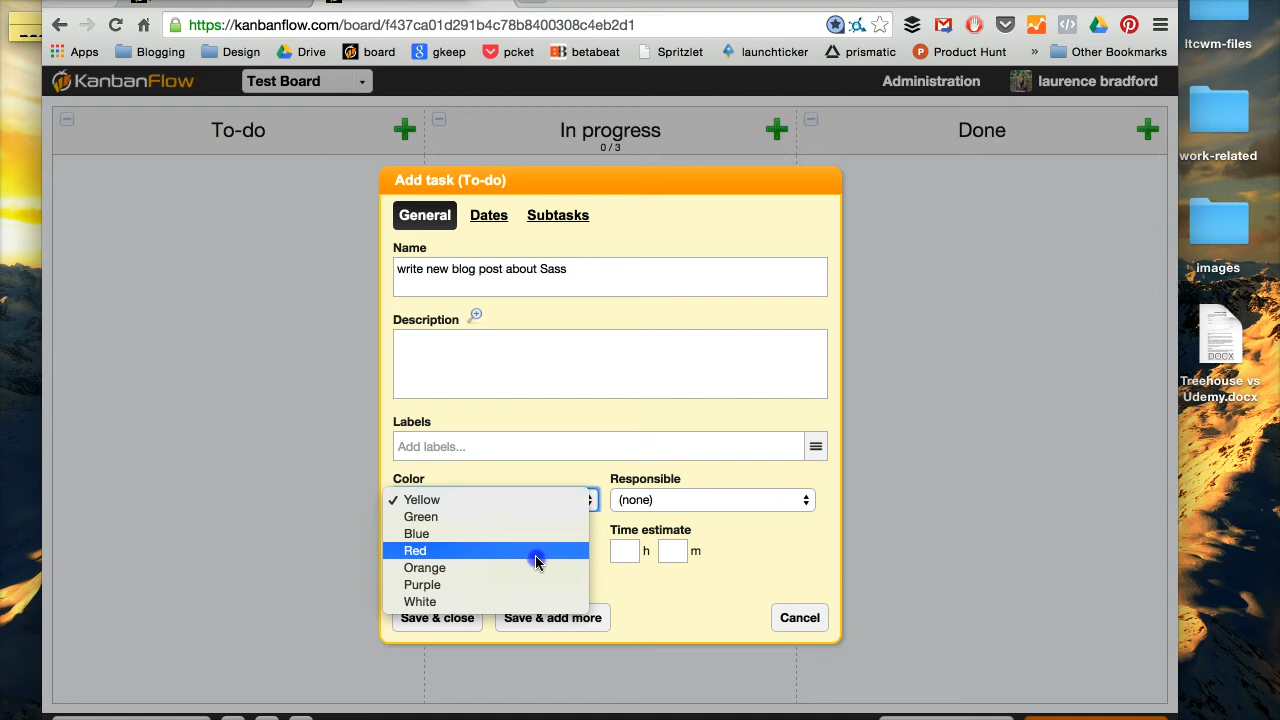 https://kanbanflow.com/board/f437ca01d291b4c78b8400308c4eb2d1
Apps Blogging Design Drive board gkeep pcket betabeat Spritzlet launchticker prismatic Product Hunt » Other Bookmarks
KanbanFlow Test Board Administration laurence bradford
To-do In progress Done
0 / 3
Add task (To-do)
General Dates Subtasks
Name
write new blog post about Sass
Description
Labels
Add labels...
Color Responsible
Yellow (none)
Green
Blue Time estimate
Red h m
Orange
Purple
White
Save & close Save & add more Cancel
ltcwm-files
work-related
images
DOCX
Treehouse vs
Udemy.docx